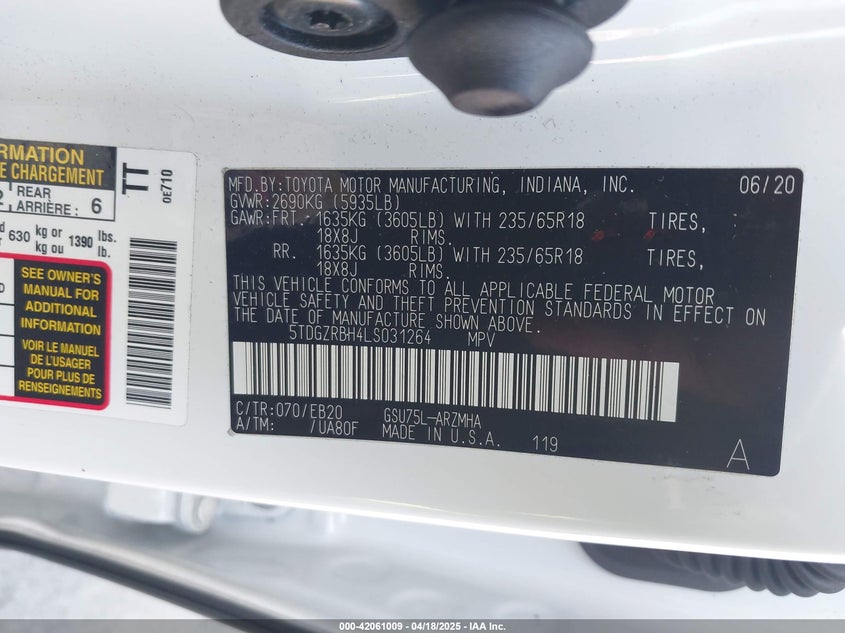 RMATION
E CHARGEMENT
REAR
ARRIÈRE: 6
630 kg or 1390 lbs.
kg ou lb.
SEE OWNER'S
MANUAL FOR
ADDITIONAL
INFORMATION
VOIR LE MANUEL
DE L'USAGER
POUR PLUS DE
RENSEIGNEMENTS
TT
0E710
MFD.BY:TOYOTA MOTOR MANUFACTURING, INDIANA, INC. 06/20
GVWR:2690KG (5935LB)
GAWR:FRT. 1635KG (3605LB) WITH 235/65R18 TIRES,
18X8J RIMS.
RR. 1635KG (3605LB) WITH 235/65R18 TIRES,
18X8J RIMS.
THIS VEHICLE CONFORMS TO ALL APPLICABLE FEDERAL MOTOR
VEHICLE SAFETY AND THEFT PREVENTION STANDARDS IN EFFECT ON
THE DATE OF MANUFACTURE SHOWN ABOVE.
5TDGZRBH4LS031264 MPV
C/TR:070/EB20 GSU75L-ARZMHA
A/TM: /UA80F MADE IN U.S.A. 119
A
000-42061009 - 04/18/2025 - IAA Inc.